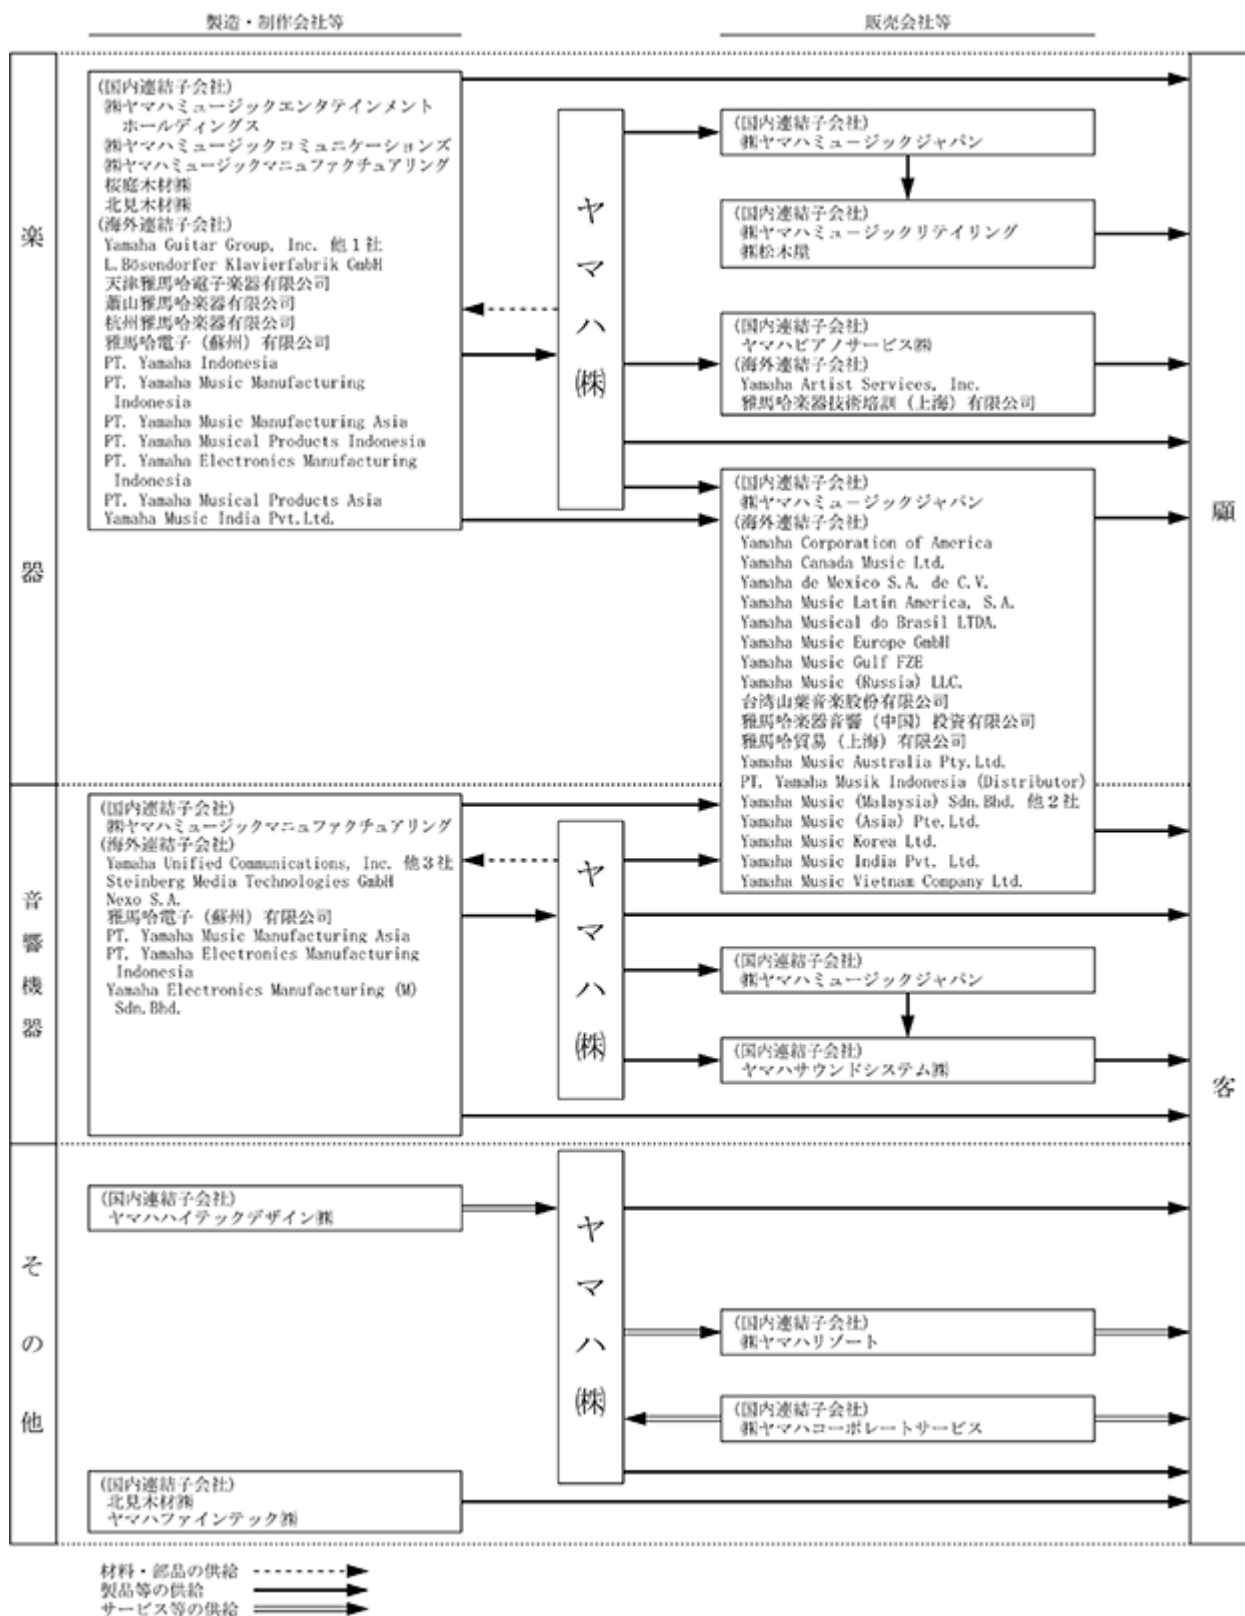 製造・制作会社等
販売会社等
楽器
(国内連結子会社)
㈱ヤマハミュージックエンタテインメント
ホールディングス
㈱ヤマハミュージックコミュニケーションズ
㈱ヤマハミュージックマニュファクチュアリング
桜庭木材㈱
北見木材㈱
(海外連結子会社)
Yamaha Guitar Group, Inc. 他1社
L.Bösendorfer Klavierfabrik GmbH
天津雅馬哈電子楽器有限公司
蕭山雅馬哈楽器有限公司
杭州雅馬哈楽器有限公司
雅馬哈電子（蘇州）有限公司
PT. Yamaha Indonesia
PT. Yamaha Music Manufacturing
Indonesia
PT. Yamaha Music Manufacturing Asia
PT. Yamaha Musical Products Indonesia
PT. Yamaha Electronics Manufacturing
Indonesia
PT. Yamaha Musical Products Asia
Yamaha Music India Pvt.Ltd.
ヤマハ㈱
(国内連結子会社)
㈱ヤマハミュージックジャパン
(国内連結子会社)
㈱ヤマハミュージックリテイリング
㈱松木屋
(国内連結子会社)
ヤマハピアノサービス㈱
(海外連結子会社)
Yamaha Artist Services, Inc.
雅馬哈楽器技術培訓（上海）有限公司
(国内連結子会社)
㈱ヤマハミュージックジャパン
(海外連結子会社)
Yamaha Corporation of America
Yamaha Canada Music Ltd.
Yamaha de Mexico S.A. de C.V.
Yamaha Music Latin America, S.A.
Yamaha Musical do Brasil LTDA.
Yamaha Music Europe GmbH
Yamaha Music Gulf FZE
Yamaha Music (Russia) LLC.
台湾山葉音楽股份有限公司
雅馬哈楽器音響（中国）投資有限公司
雅馬哈貿易（上海）有限公司
Yamaha Music Australia Pty.Ltd.
PT. Yamaha Musik Indonesia (Distributor)
Yamaha Music (Malaysia) Sdn.Bhd. 他2社
Yamaha Music (Asia) Pte.Ltd.
Yamaha Music Korea Ltd.
Yamaha Music India Pvt. Ltd.
Yamaha Music Vietnam Company Ltd.
顧客
音響機器
(国内連結子会社)
㈱ヤマハミュージックマニュファクチュアリング
(海外連結子会社)
Yamaha Unified Communications, Inc. 他3社
Steinberg Media Technologies GmbH
Nexo S.A.
雅馬哈電子（蘇州）有限公司
PT. Yamaha Music Manufacturing Asia
PT. Yamaha Electronics Manufacturing
Indonesia
Yamaha Electronics Manufacturing (M)
Sdn.Bhd.
ヤマハ㈱
(国内連結子会社)
㈱ヤマハミュージックジャパン
(国内連結子会社)
ヤマハサウンドシステム㈱
その他
(国内連結子会社)
ヤマハハイテックデザイン㈱
ヤマハ㈱
(国内連結子会社)
㈱ヤマハリゾート
(国内連結子会社)
㈱ヤマハコーポレートサービス
(国内連結子会社)
北見木材㈱
ヤマハファインテック㈱
材料・部品の供給
製品等の供給
サービス等の供給